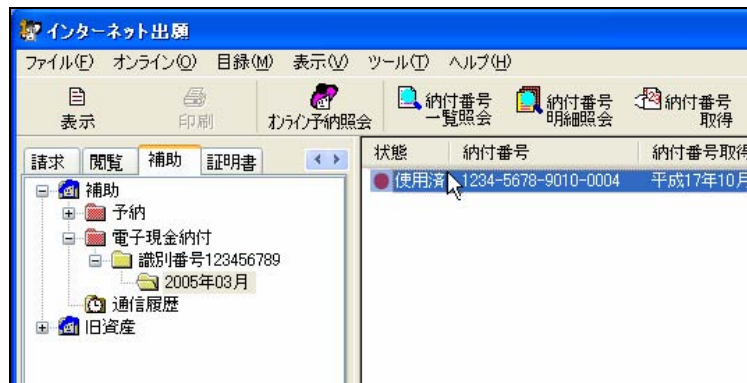 インターネット出願
ファイル(F) オンライン(O) 目録(M) 表示(V) ツール(T) ヘルプ(H)
表示 印刷 オンライン予納照会 納付番号一覧照会 納付番号明細照会 納付番号取得
請求 閲覧 補助 証明書
状態 納付番号 納付番号取得
使用済 1234-5678-9010-0004 平成17年10月
補助
予納
電子現金納付
識別番号123456789
2005年03月
通信履歴
旧資産